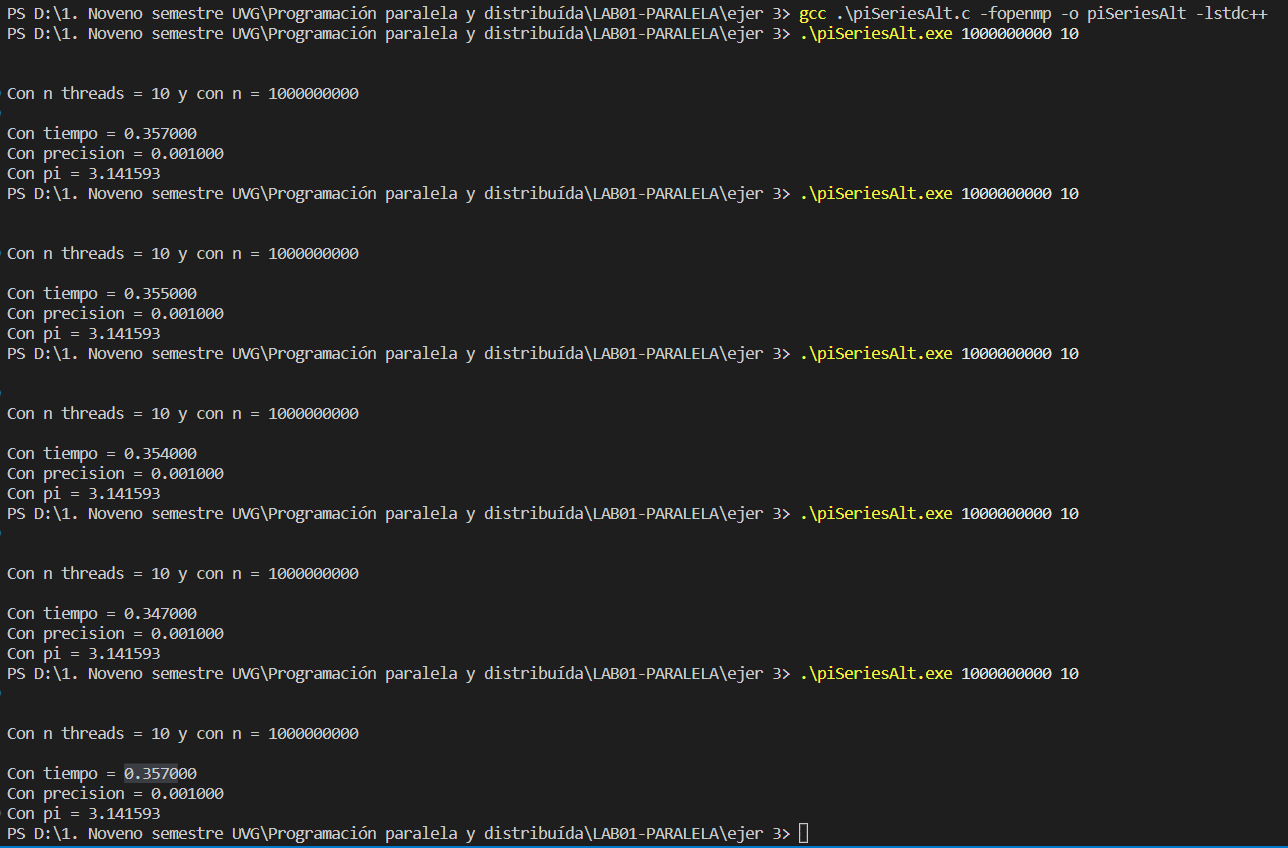 PS D:\1. Noveno semestre UVG\Programación paralela y distribuída\LAB01-PARALELA\ejer 3> gcc .\piSeriesAlt.c -fopenmp -o piSeriesAlt -lstdc++
PS D:\1. Noveno semestre UVG\Programación paralela y distribuída\LAB01-PARALELA\ejer 3> .\piSeriesAlt.exe 1000000000 10
Con n threads = 10 y con n = 1000000000
Con tiempo = 0.357000
Con precision = 0.001000
Con pi = 3.141593
PS D:\1. Noveno semestre UVG\Programación paralela y distribuída\LAB01-PARALELA\ejer 3> .\piSeriesAlt.exe 1000000000 10
Con n threads = 10 y con n = 1000000000
Con tiempo = 0.355000
Con precision = 0.001000
Con pi = 3.141593
PS D:\1. Noveno semestre UVG\Programación paralela y distribuída\LAB01-PARALELA\ejer 3> .\piSeriesAlt.exe 1000000000 10
Con n threads = 10 y con n = 1000000000
Con tiempo = 0.354000
Con precision = 0.001000
Con pi = 3.141593
PS D:\1. Noveno semestre UVG\Programación paralela y distribuída\LAB01-PARALELA\ejer 3> .\piSeriesAlt.exe 1000000000 10
Con n threads = 10 y con n = 1000000000
Con tiempo = 0.347000
Con precision = 0.001000
Con pi = 3.141593
PS D:\1. Noveno semestre UVG\Programación paralela y distribuída\LAB01-PARALELA\ejer 3> .\piSeriesAlt.exe 1000000000 10
Con n threads = 10 y con n = 1000000000
Con tiempo = 0.357000
Con precision = 0.001000
Con pi = 3.141593
PS D:\1. Noveno semestre UVG\Programación paralela y distribuída\LAB01-PARALELA\ejer 3>